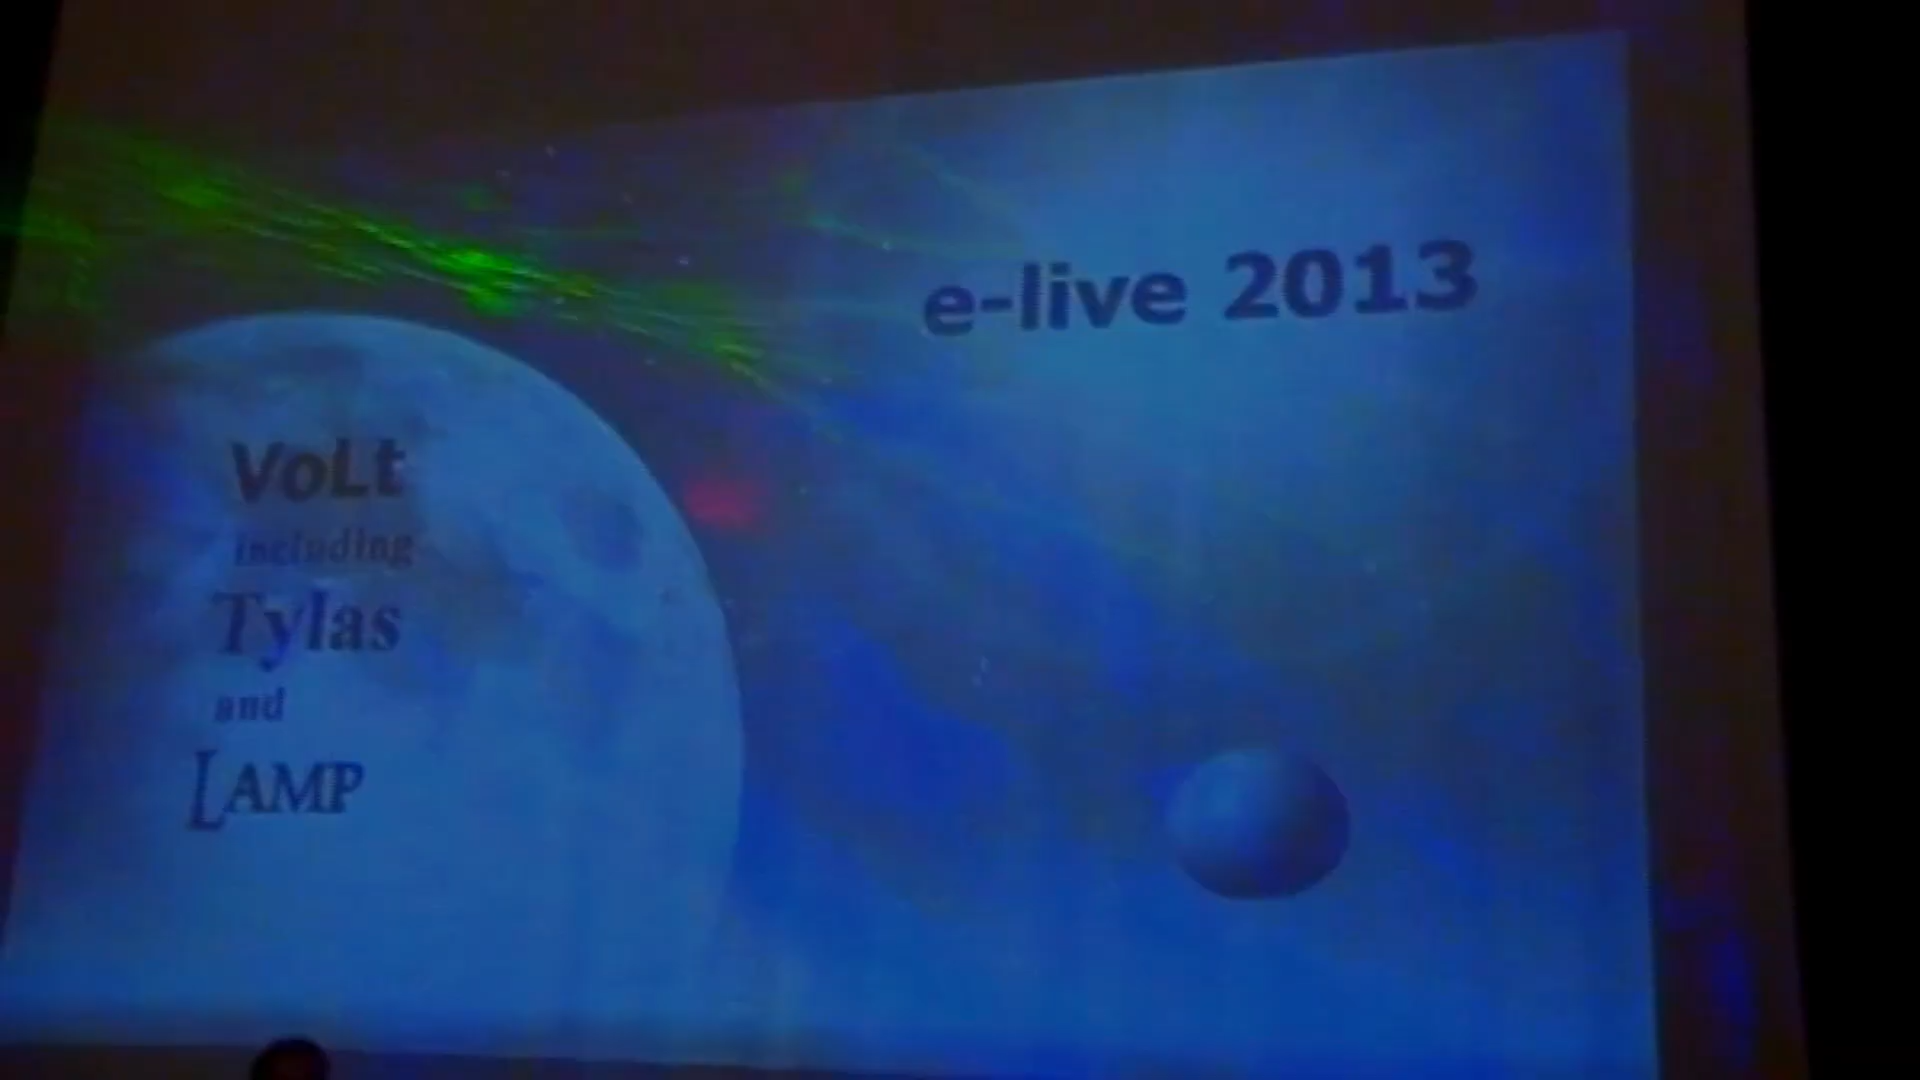 e-live 2013
VoLt
including
Tylas
and
LAMP